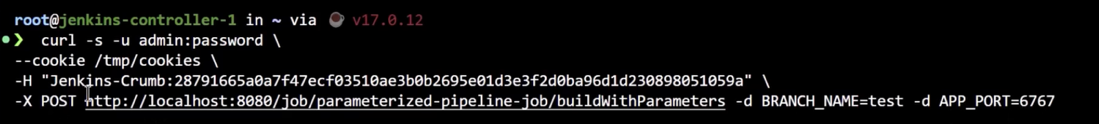 root@jenkins-controller-1 in ~ via ☕ v17.0.12
❯ curl -s -u admin:password \
--cookie /tmp/cookies \
-H "Jenkins-Crumb:28791665a0a7f47ecf03510ae3b0b2695e01d3e3f2d0ba96d1d230898051059a" \
-X POST http://localhost:8080/job/parameterized-pipeline-job/buildWithParameters -d BRANCH_NAME=test -d APP_PORT=6767